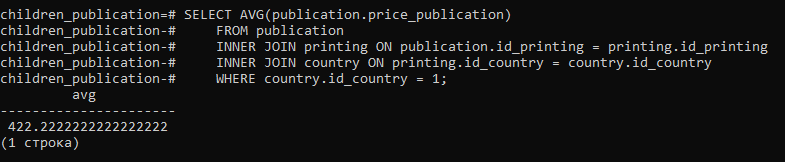 children_publication=# SELECT AVG(publication.price_publication)
children_publication-#     FROM publication
children_publication-#     INNER JOIN printing ON publication.id_printing = printing.id_printing
children_publication-#     INNER JOIN country ON printing.id_country = country.id_country
children_publication-#     WHERE country.id_country = 1;
         avg
----------------------
 422.2222222222222222
(1 строка)